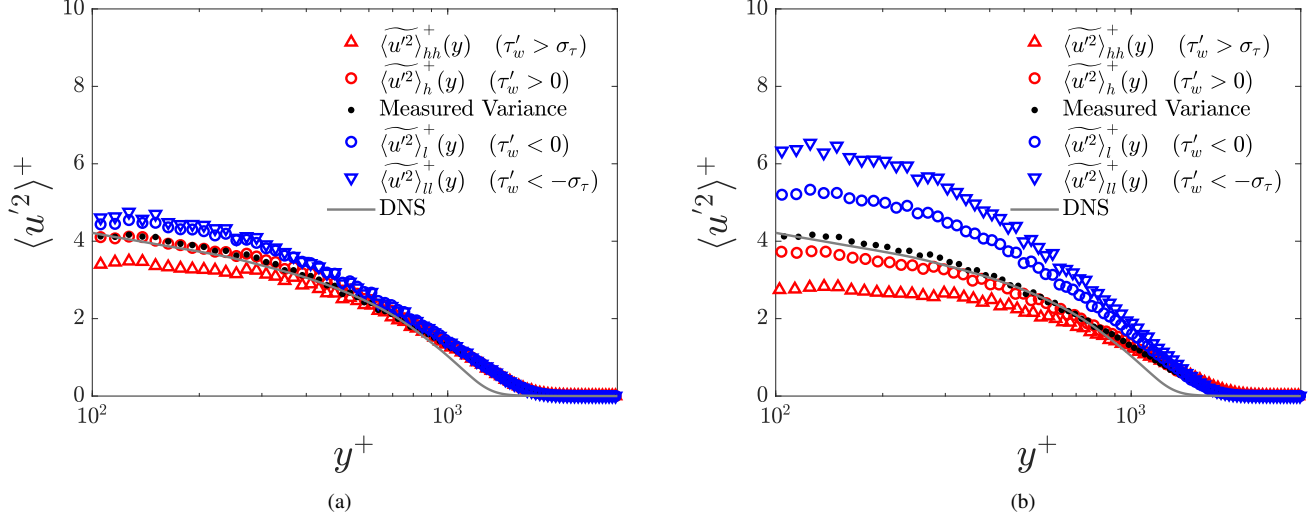 10
8
6
4
2
0
10²
10³
⟨u′²⟩⁺
y⁺
⟨u′²⟩~⁺hh(y) (τ′w > στ)
⟨u′²⟩~⁺h(y) (τ′w > 0)
Measured Variance
⟨u′²⟩~⁺l(y) (τ′w < 0)
⟨u′²⟩~⁺ll(y) (τ′w < −στ)
DNS
(a)
10
8
6
4
2
0
10²
10³
⟨u′²⟩⁺
y⁺
⟨u′²⟩~⁺hh(y) (τ′w > στ)
⟨u′²⟩~⁺h(y) (τ′w > 0)
Measured Variance
⟨u′²⟩~⁺l(y) (τ′w < 0)
⟨u′²⟩~⁺ll(y) (τ′w < −στ)
DNS
(b)